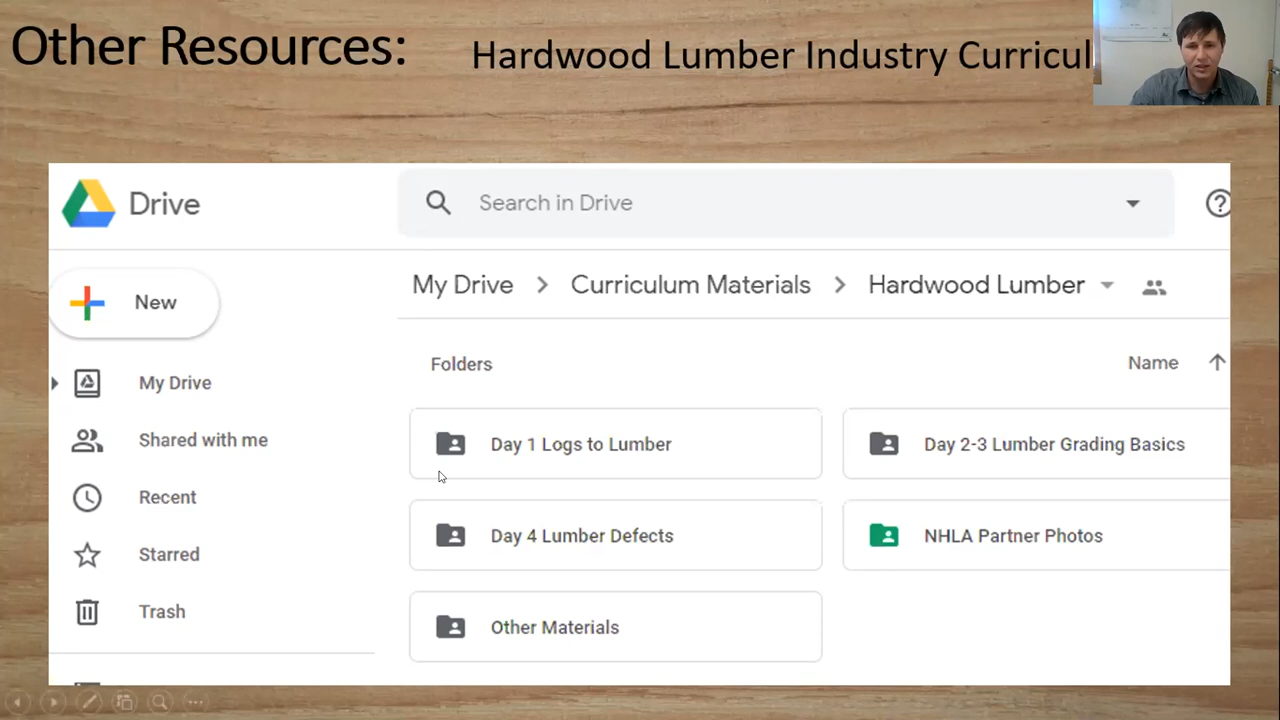 Other Resources: Hardwood Lumber Industry Curricul
Drive
Search in Drive
My Drive > Curriculum Materials > Hardwood Lumber
New
Folders Name
My Drive
Shared with me
Recent
Starred
Trash
Day 1 Logs to Lumber
Day 2-3 Lumber Grading Basics
Day 4 Lumber Defects
NHLA Partner Photos
Other Materials